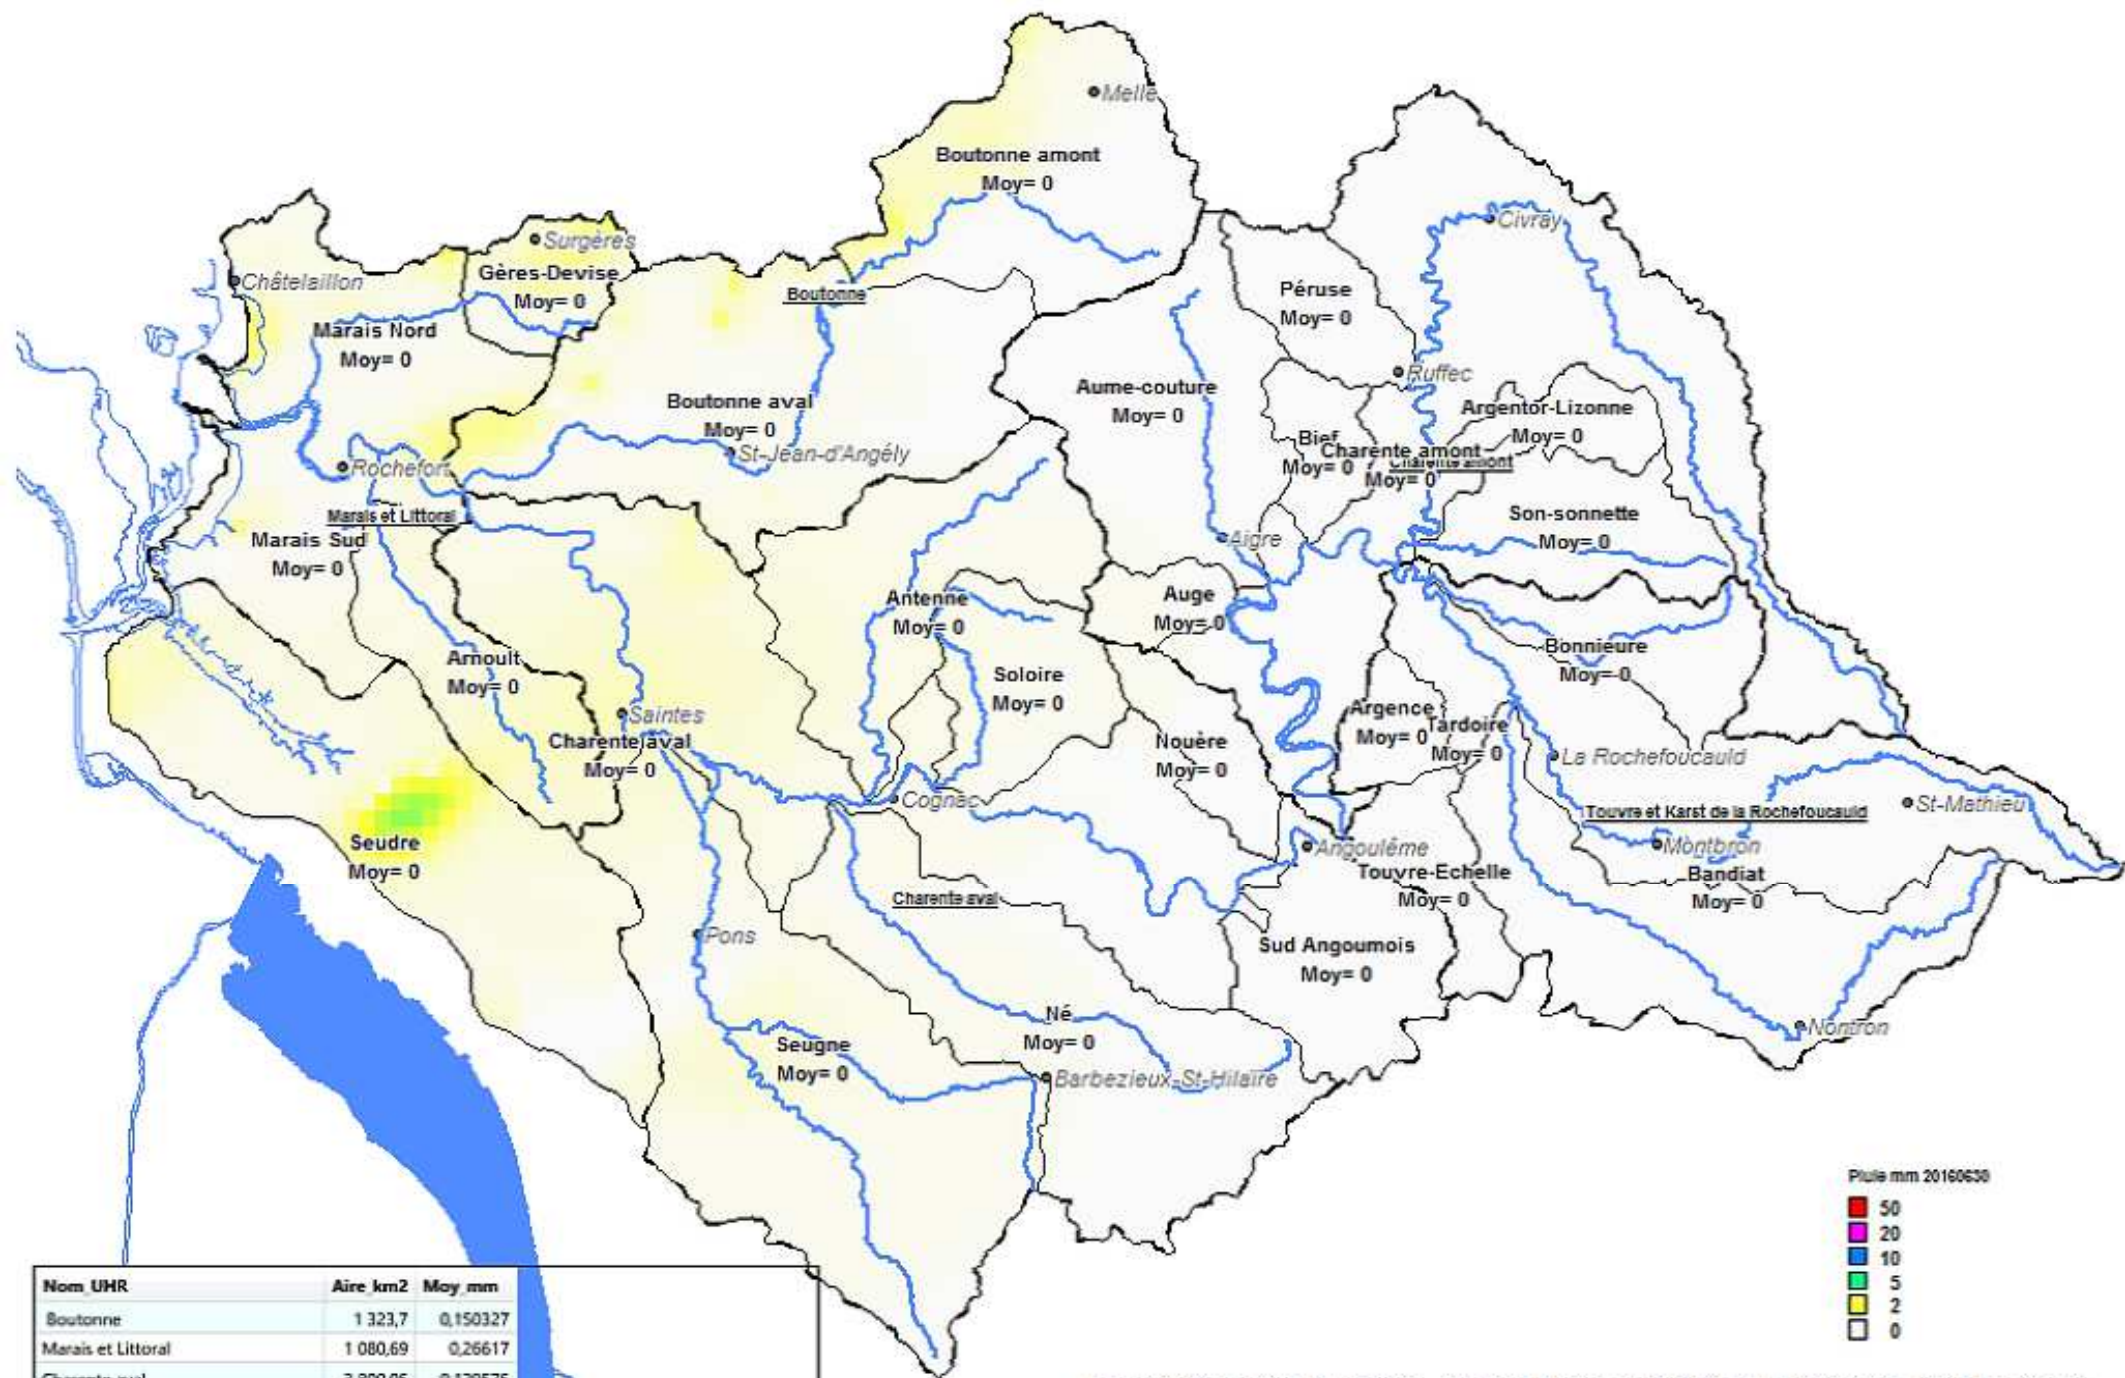 Melle
Boutonne amont
Moy= 0
Civray
Surgères
Châtelaillon
Gères-Devise
Moy= 0
Boutonne
Péruse
Moy= 0
Marais Nord
Moy= 0
Ruffec
Aume-couture
Moy= 0
Boutonne aval
Moy= 0
Argentor-Lizonne
Moy= 0
Bief
Moy= 0
Charente amont
Moy= 0
Charente amont
St-Jean-d'Angély
Rochefort
Marais et Littoral
Son-sonnette
Moy= 0
Marais Sud
Moy= 0
Aigre
Antenne
Moy= 0
Auge
Moy= 0
Bonnieure
Moy= 0
Arnoult
Moy= 0
Soloire
Moy= 0
Saintes
Argence
Moy= 0
Tardoire
Moy= 0
Charente aval
Moy= 0
Nouère
Moy= 0
La Rochefoucauld
Cognac
St-Mathieu
Touvre et Karst de la Rochefoucauld
Seudre
Moy= 0
Angoulême
Montbron
Touvre-Echelle
Moy= 0
Bandiat
Moy= 0
Charente aval
Pons
Sud Angoumois
Moy= 0
Né
Moy= 0
Nontron
Seugne
Moy= 0
Barbezieux-St-Hilaire
Pluie mm 20160630
50
20
10
5
2
0
Nom_UHR Aire_km2 Moy_mm
Boutonne 1 323,7 0,150327
Marais et Littoral 1 080,69 0,26617